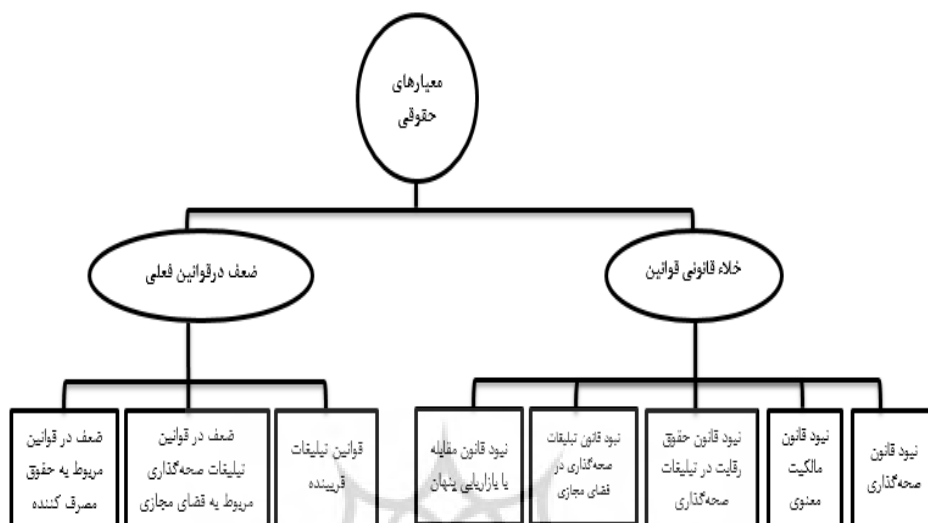 معیارهای
حقوقی
خلاء قانونی قوانین
ضعف در قوانین فعلی
نبود قانون
صحه‌گذاری
نبود قانون
مالکیت
معنوی
نبود قانون حقوق
رقابت در تبلیغات
صحه‌گذاری
نبود قانون تبلیغات
صحه‌گذاری در
فضای مجازی
نبود قانون مقابله
با بازاریابی پنهان
قوانین تبلیغات
فریبنده
ضعف در قوانین
تبلیغات صحه‌گذاری
مربوط به فضای مجازی
ضعف در قوانین
مربوط به حقوق
مصرف کننده